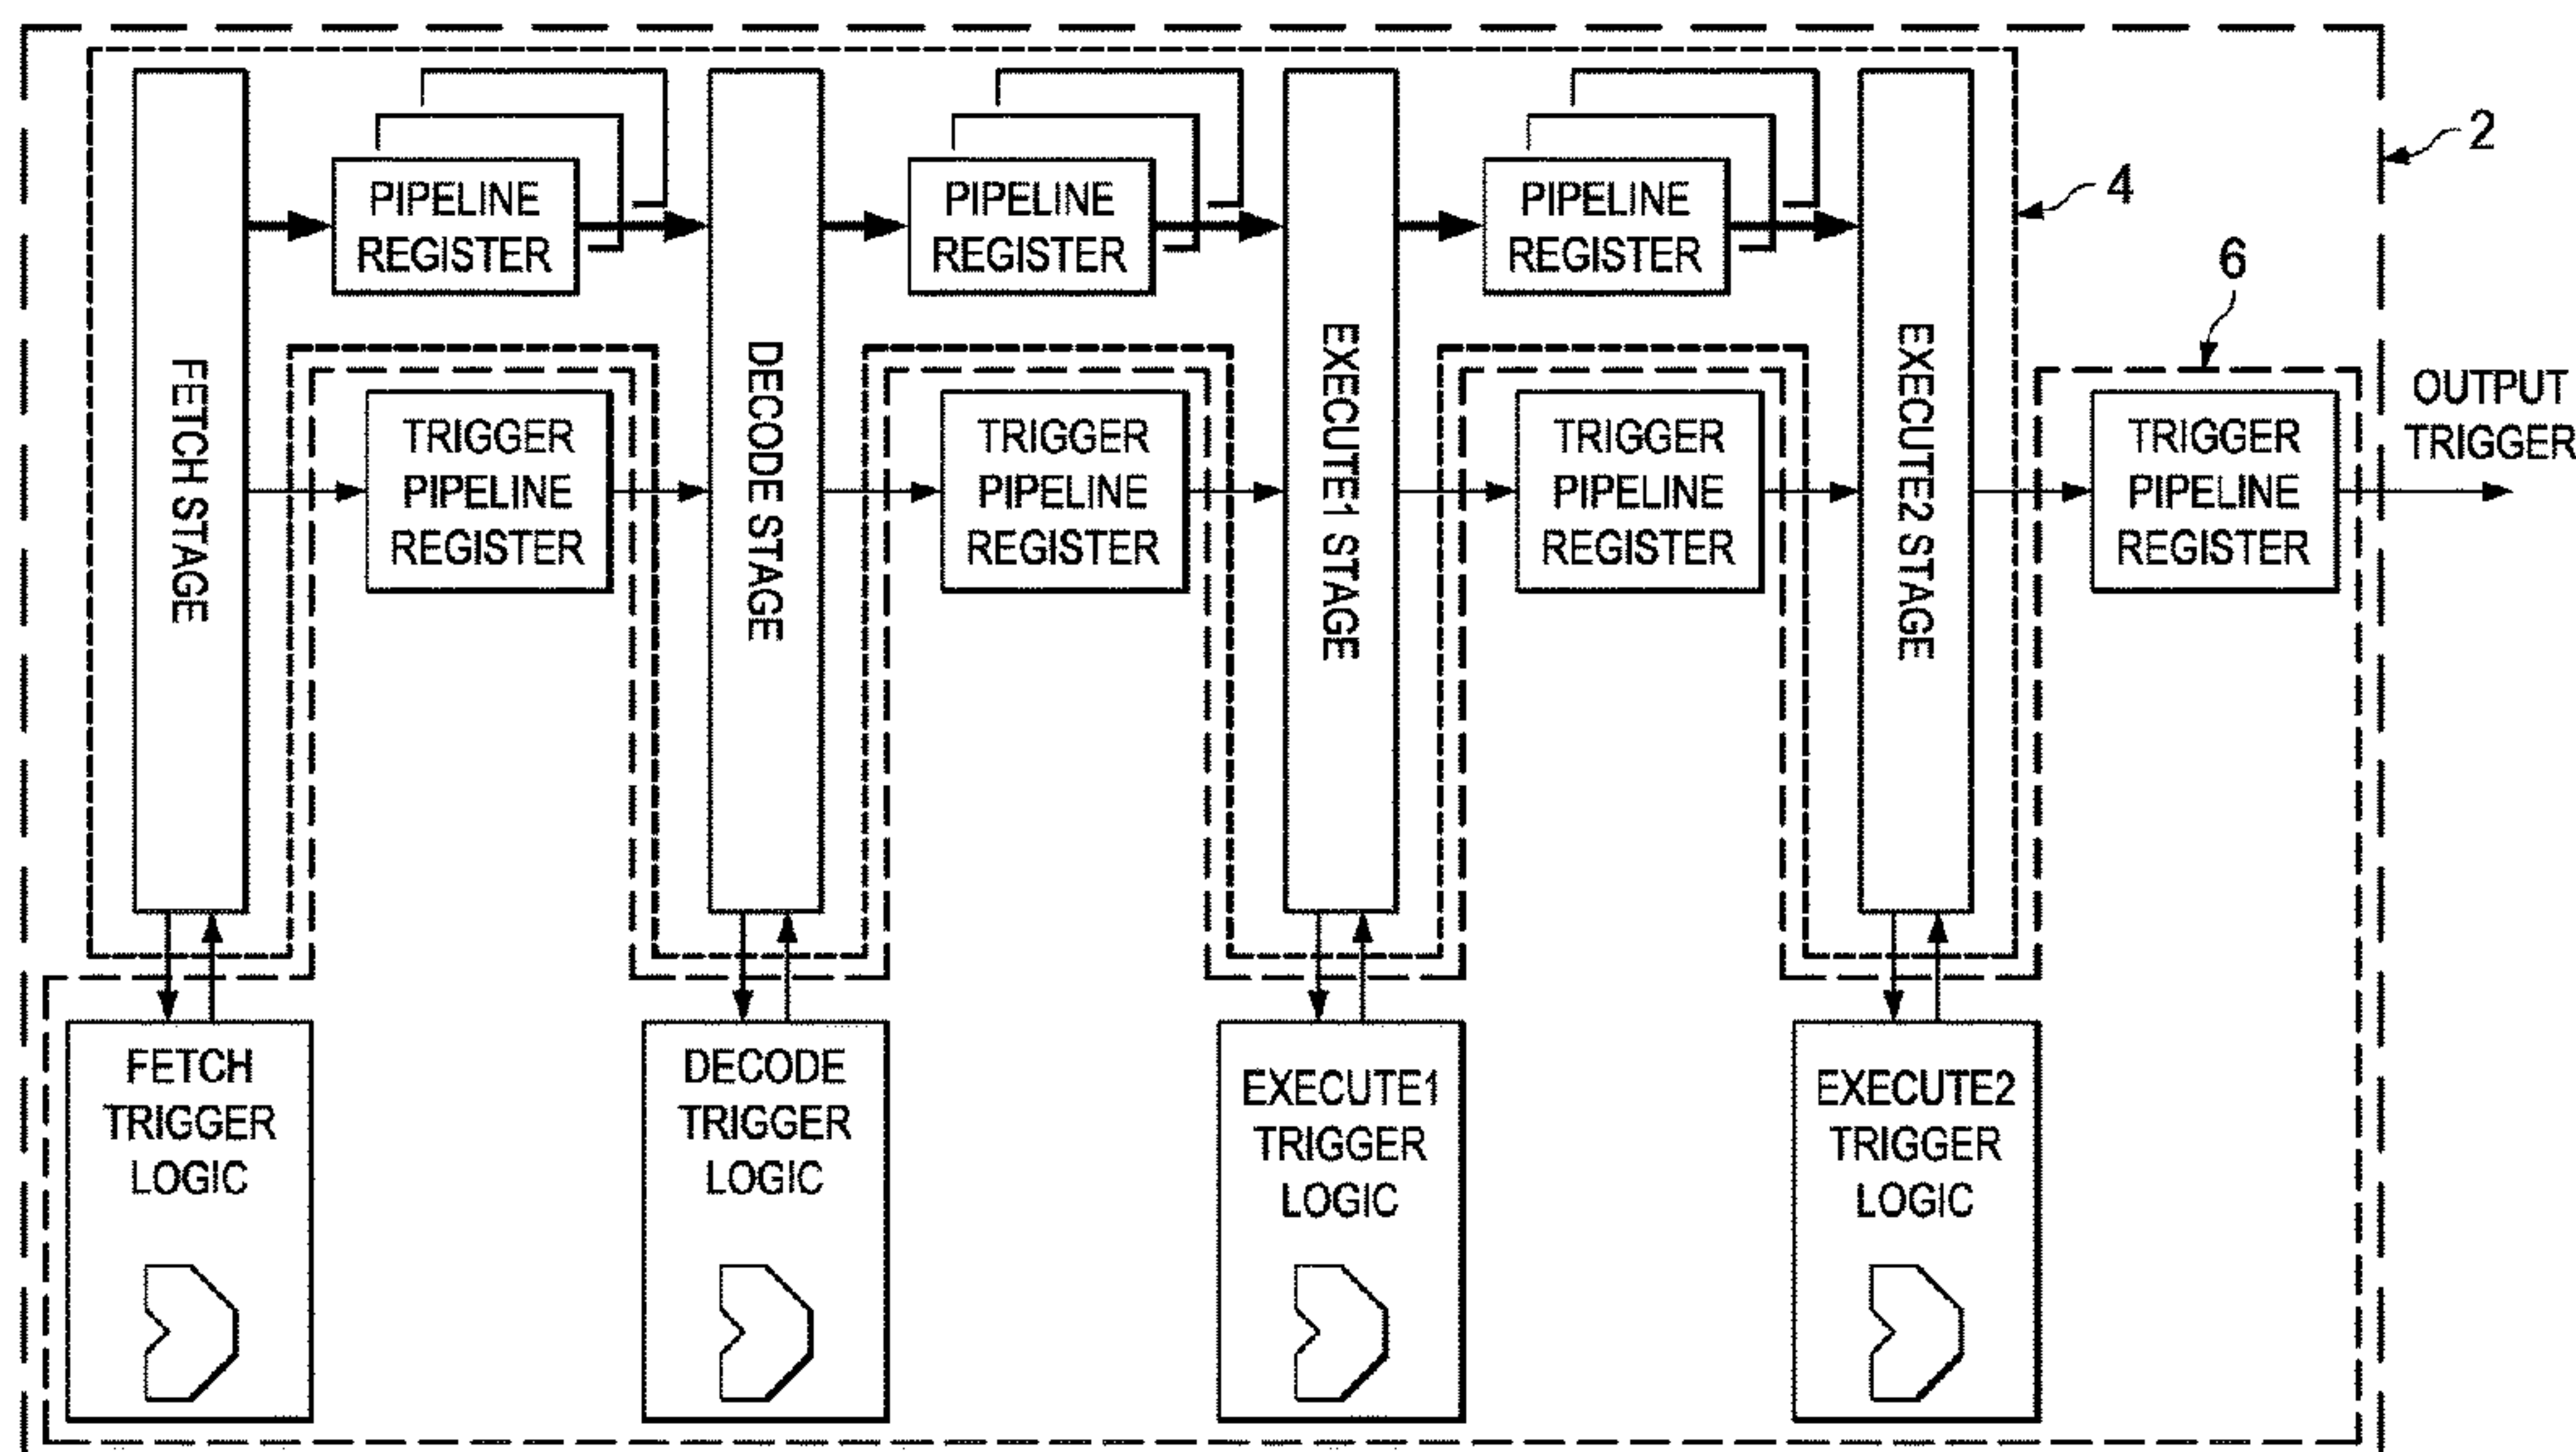 2
4
PIPELINE
REGISTER
PIPELINE
REGISTER
PIPELINE
REGISTER
6
FETCH STAGE
DECODE STAGE
EXECUTE1 STAGE
EXECUTE2 STAGE
TRIGGER
PIPELINE
REGISTER
TRIGGER
PIPELINE
REGISTER
TRIGGER
PIPELINE
REGISTER
TRIGGER
PIPELINE
REGISTER
OUTPUT
TRIGGER
FETCH
TRIGGER
LOGIC
DECODE
TRIGGER
LOGIC
EXECUTE1
TRIGGER
LOGIC
EXECUTE2
TRIGGER
LOGIC